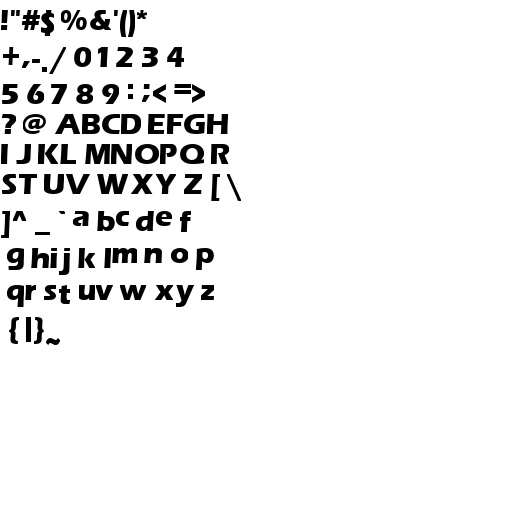 !"#$%&'()*
+,-./01234
56789:;<=>
?@ABCDEFGH
IJKLMNOPQR
STUVWXYZ[\
]^_`abcdef
ghijklmnop
qrstuvwxyz
{|}~